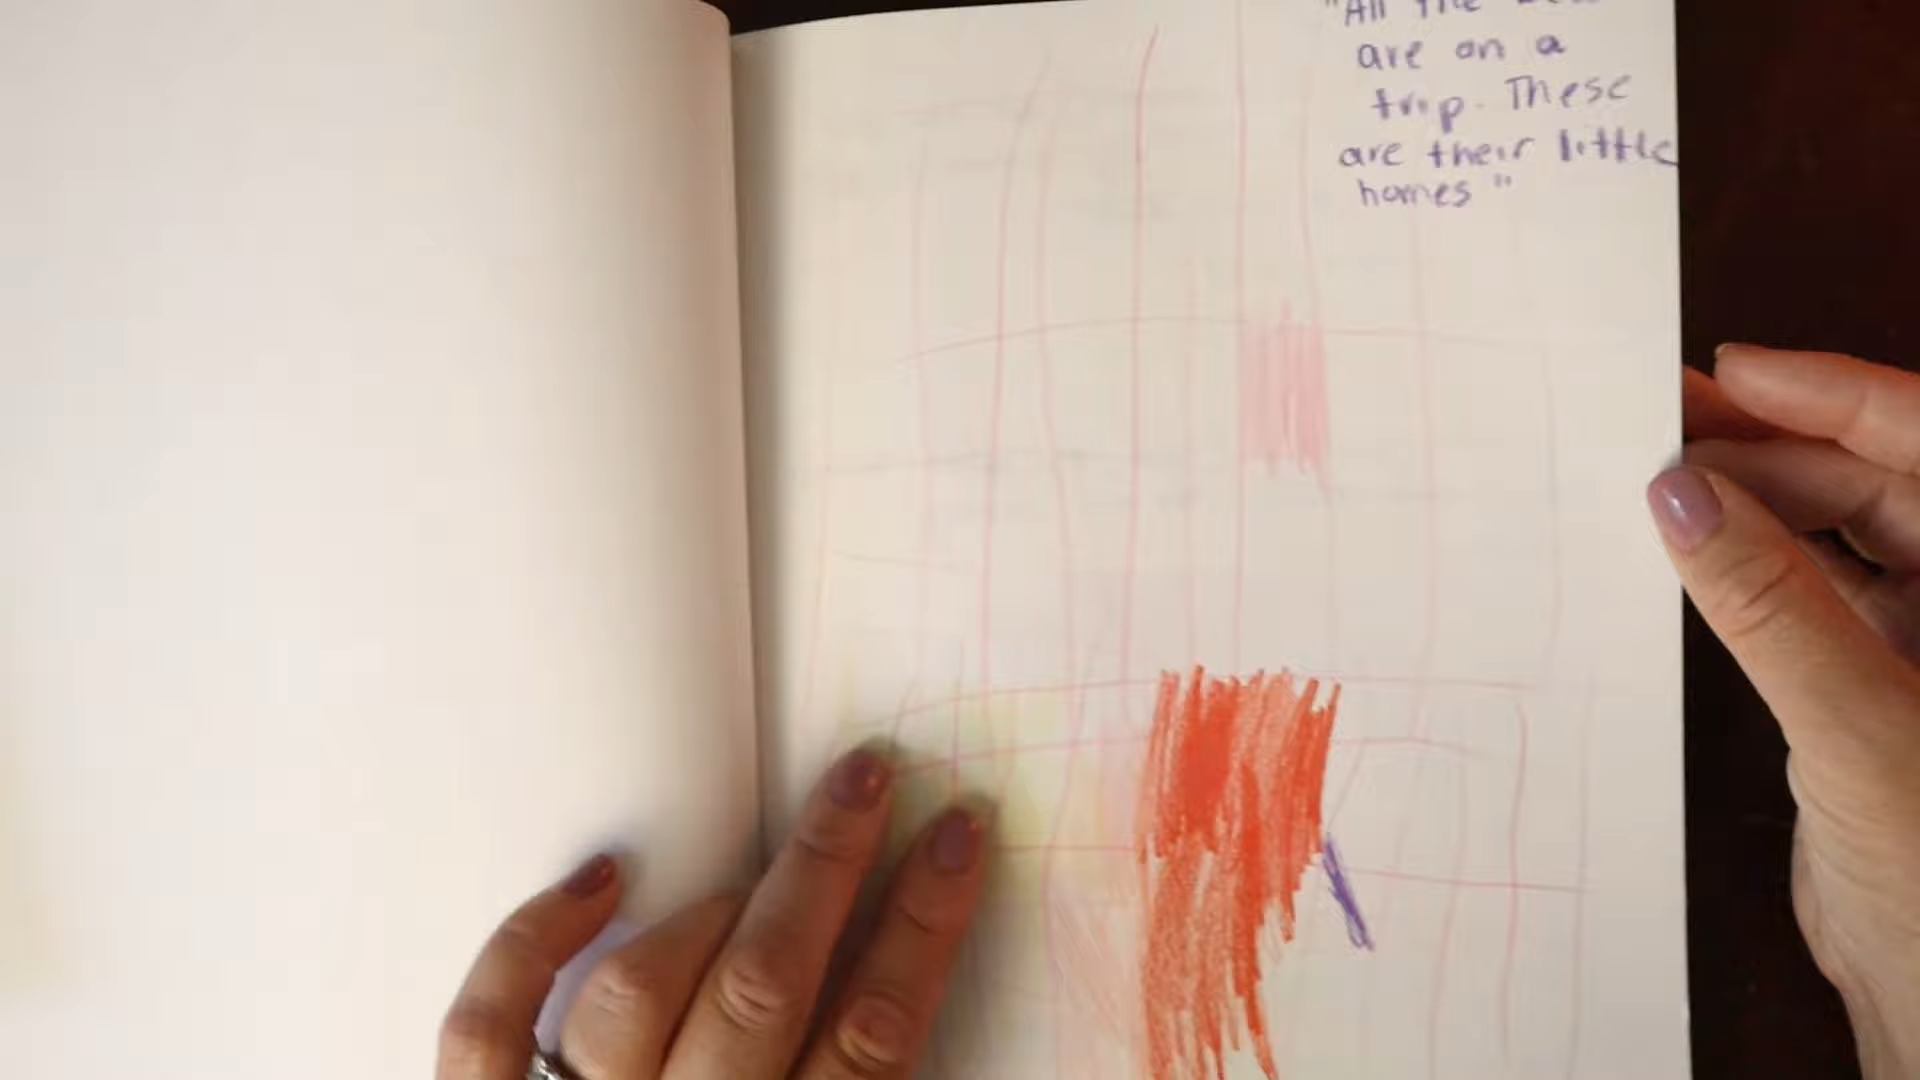 "All the
are on a
trip. These
are their little
homes"